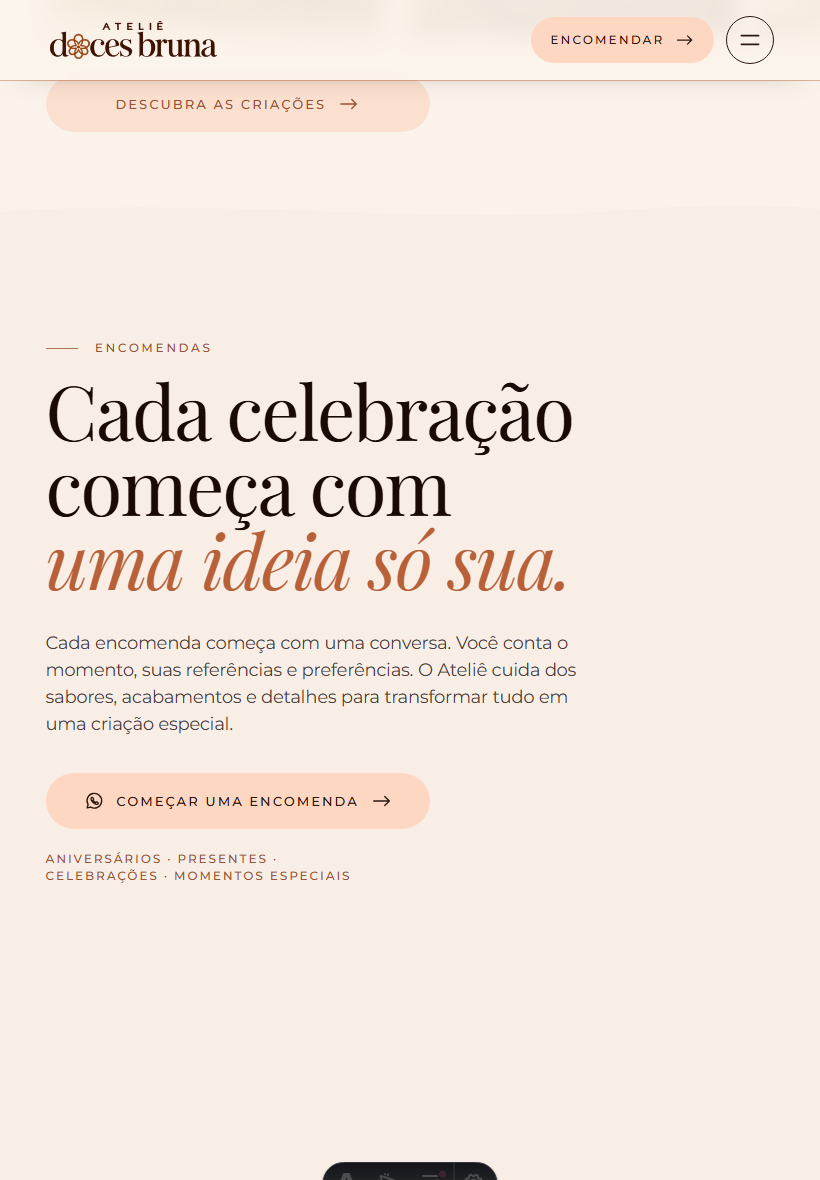 ATELIÊ
doces bruna
ENCOMENDAR
DESCUBRA AS CRIAÇÕES
ENCOMENDAS
Cada celebração
começa com
uma ideia só sua.
Cada encomenda começa com uma conversa. Você conta o
momento, suas referências e preferências. O Ateliê cuida dos
sabores, acabamentos e detalhes para transformar tudo em
uma criação especial.
COMEÇAR UMA ENCOMENDA
ANIVERSÁRIOS · PRESENTES ·
CELEBRAÇÕES · MOMENTOS ESPECIAIS